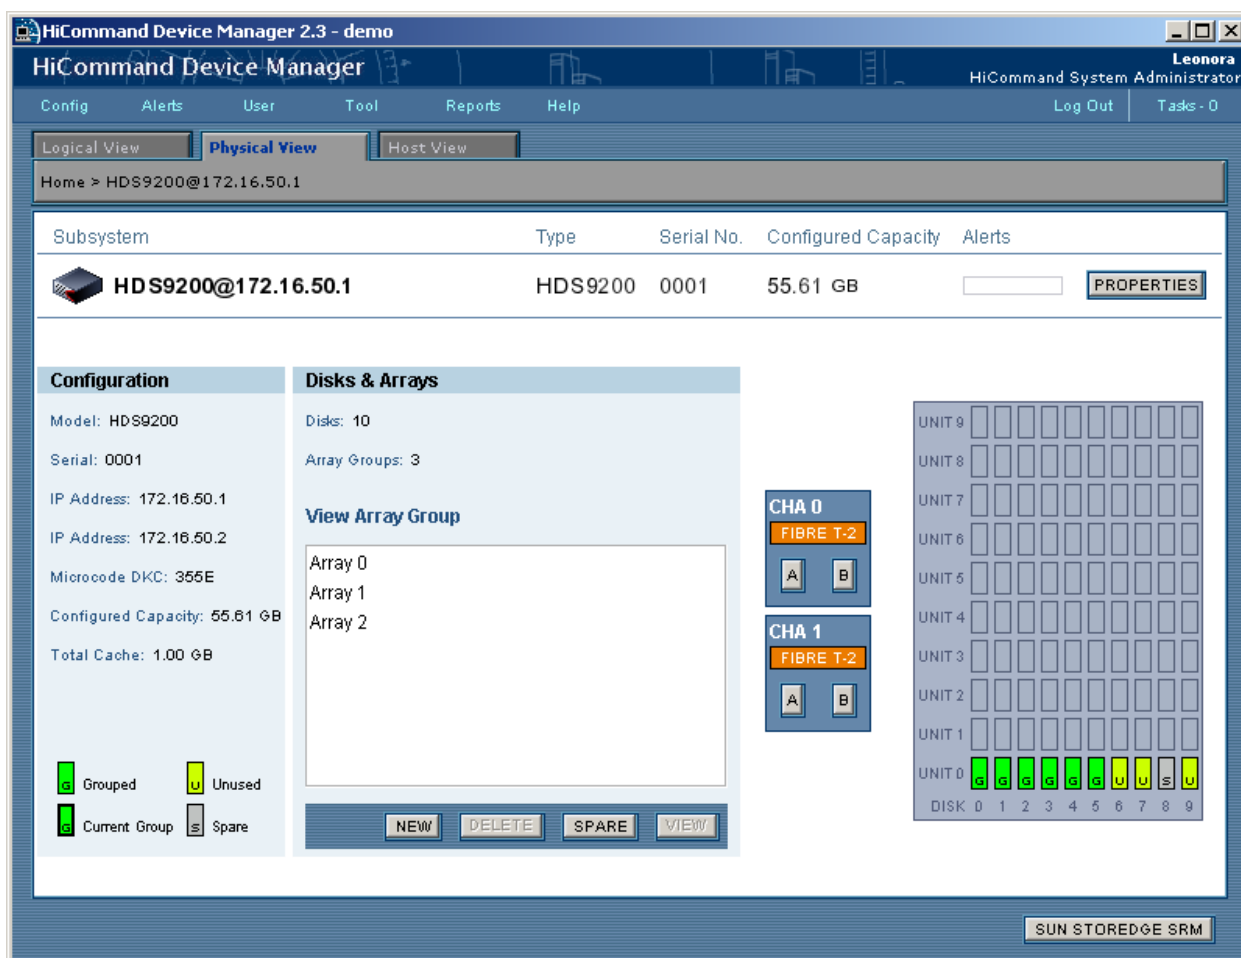 HiCommand Device Manager 2.3 - demo
HiCommand Device Manager
Leonora
HiCommand System Administrator
Config Alerts User Tool Reports Help Log Out Tasks - 0
Logical View Physical View Host View
Home > HDS9200@172.16.50.1
Subsystem Type Serial No. Configured Capacity Alerts
HDS9200@172.16.50.1 HDS9200 0001 55.61 GB PROPERTIES
Configuration
Model: HDS9200
Serial: 0001
IP Address: 172.16.50.1
IP Address: 172.16.50.2
Microcode DKC: 355E
Configured Capacity: 55.61 GB
Total Cache: 1.00 GB
G Grouped U Unused
G Current Group S Spare
Disks & Arrays
Disks: 10
Array Groups: 3
View Array Group
Array 0
Array 1
Array 2
NEW DELETE SPARE VIEW
CHA 0
FIBRE T-2
A B
CHA 1
FIBRE T-2
A B
UNIT 9
UNIT 8
UNIT 7
UNIT 6
UNIT 5
UNIT 4
UNIT 3
UNIT 2
UNIT 1
UNIT 0 G G G G G G U U S U
DISK 0 1 2 3 4 5 6 7 8 9
SUN STOREDGE SRM